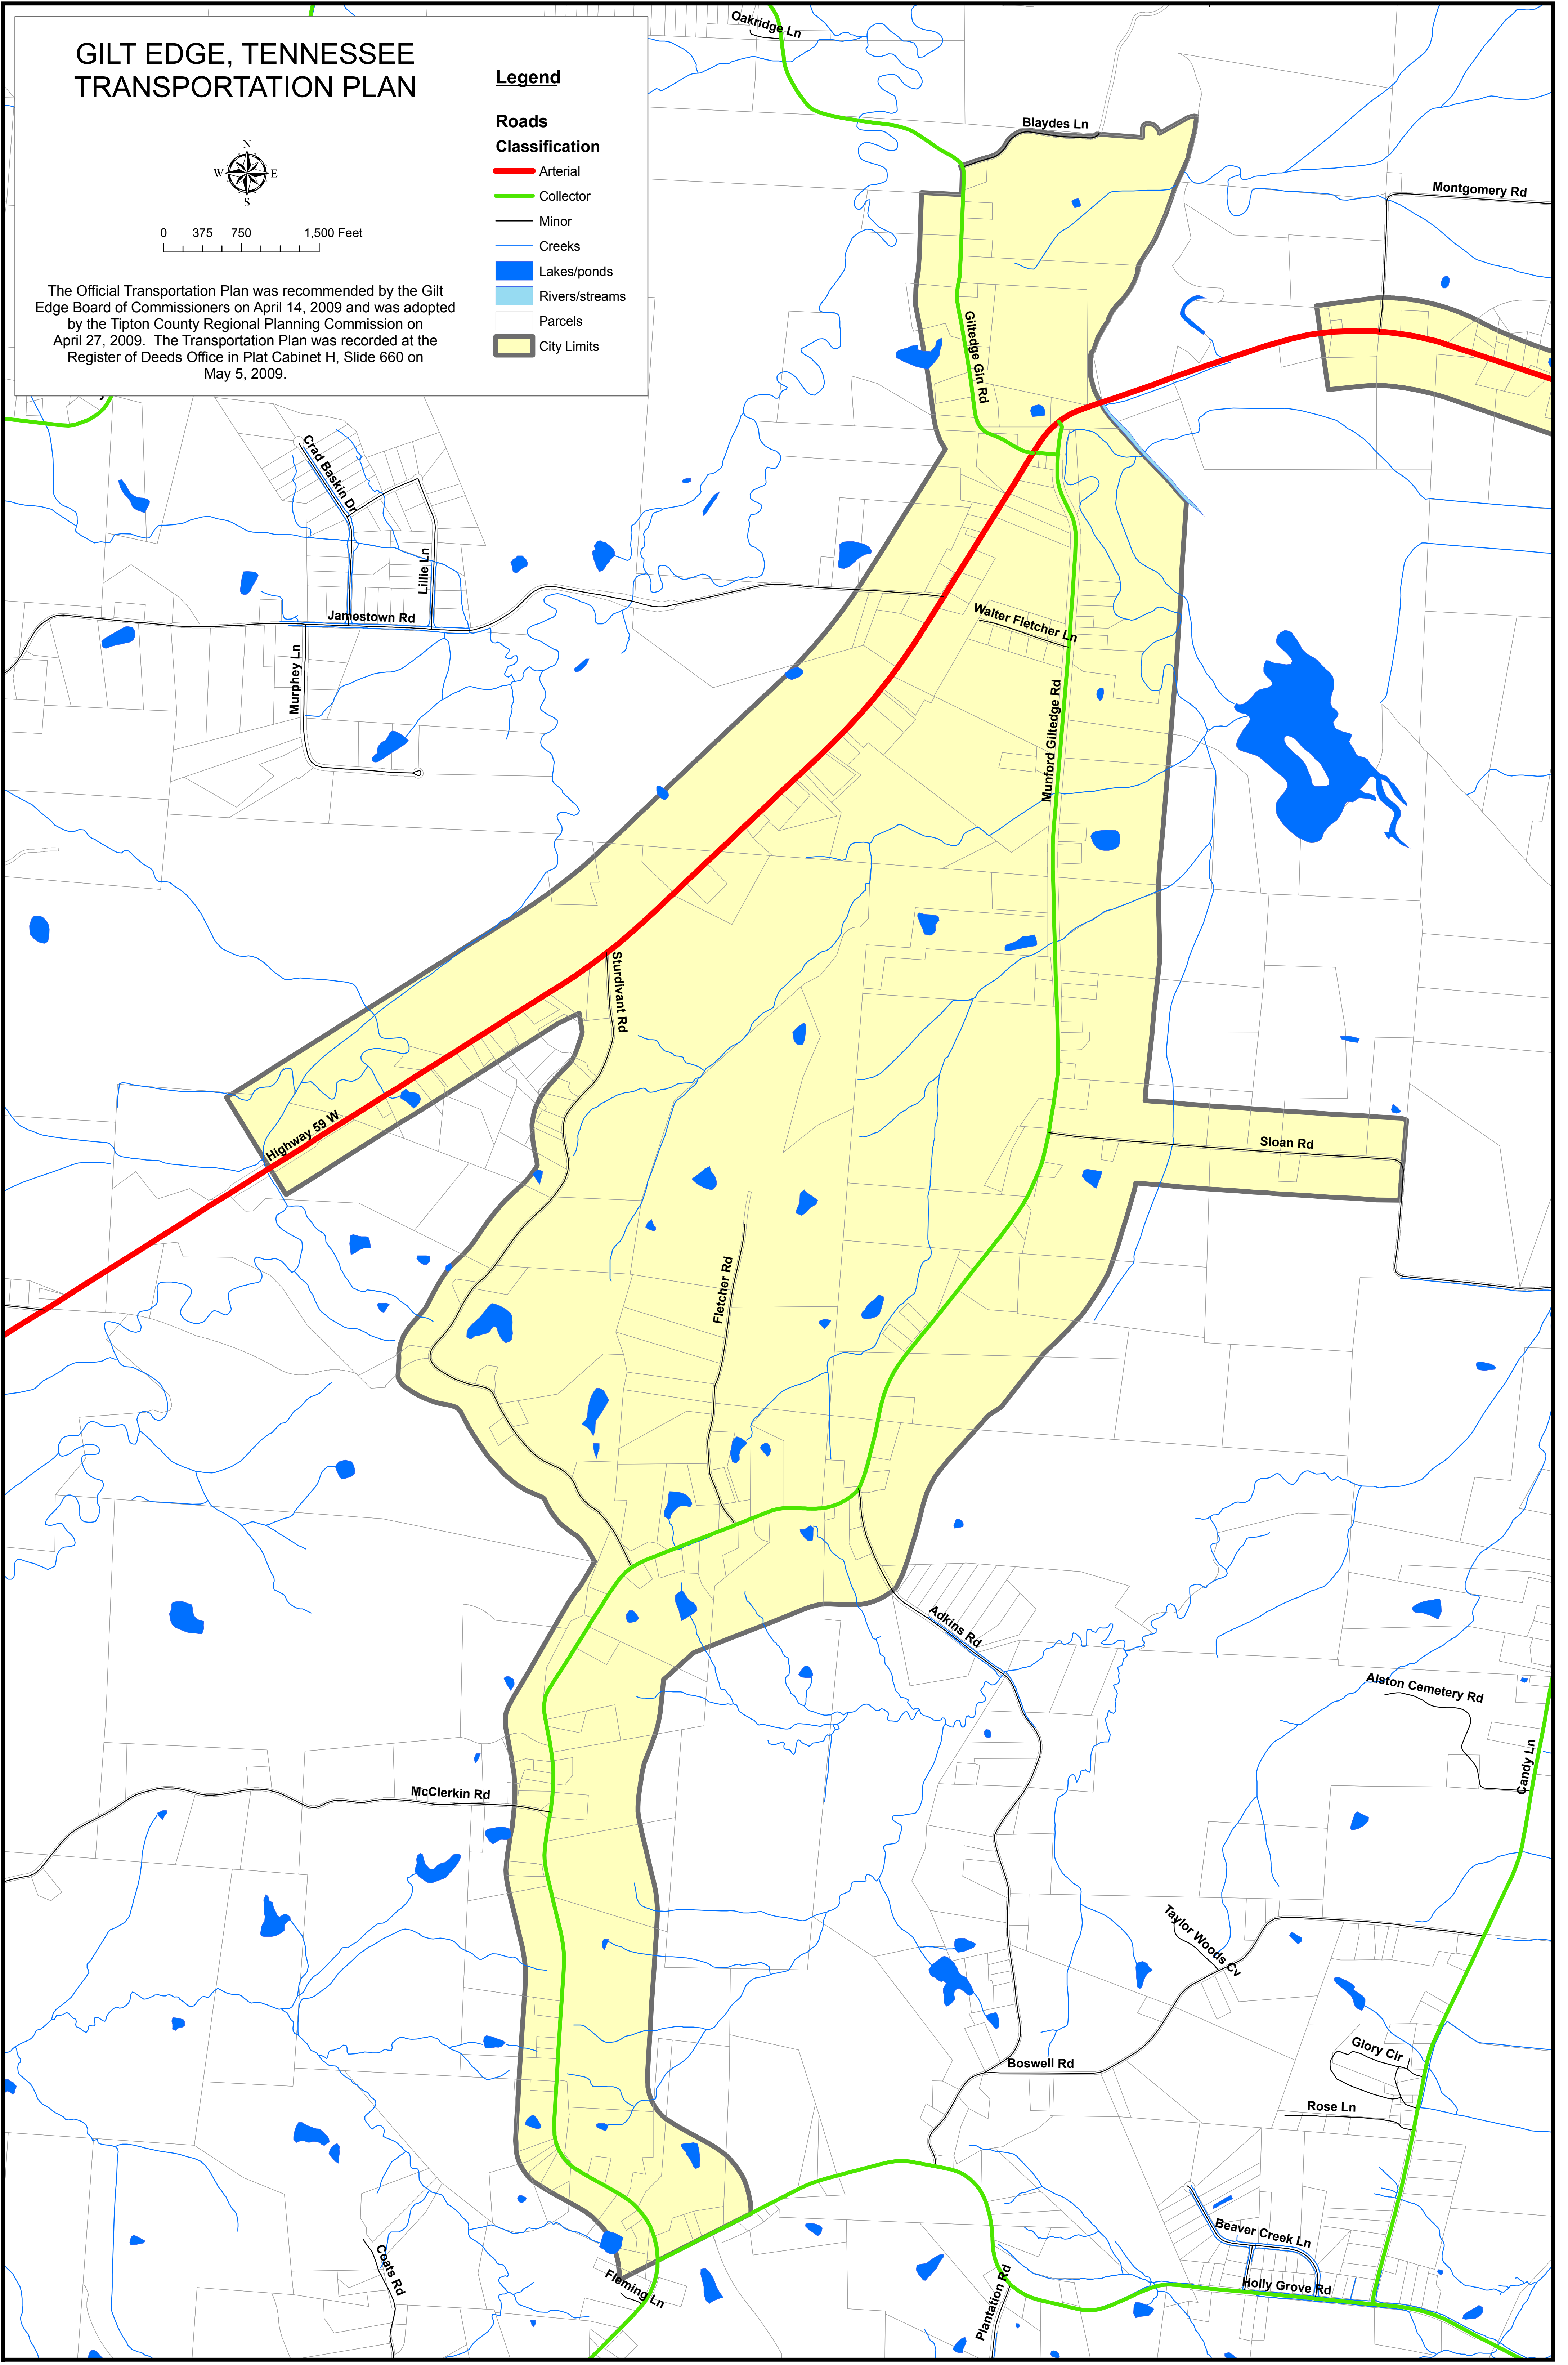 GILT EDGE, TENNESSEE
TRANSPORTATION PLAN
N
W E
S
0 375 750 1,500 Feet
The Official Transportation Plan was recommended by the Gilt
Edge Board of Commissioners on April 14, 2009 and was adopted
by the Tipton County Regional Planning Commission on
April 27, 2009.  The Transportation Plan was recorded at the
Register of Deeds Office in Plat Cabinet H, Slide 660 on
May 5, 2009.
Legend
Roads
Classification
Arterial
Collector
Minor
Creeks
Lakes/ponds
Rivers/streams
Parcels
City Limits
Oakridge Ln
Blaydes Ln
Montgomery Rd
Giltedge Gin Rd
Crad Baskin Dr
Lillie Ln
Jamestown Rd
Murphey Ln
Walter Fletcher Ln
Munford Giltedge Rd
Sturdivant Rd
Highway 59 W
Sloan Rd
Fletcher Rd
Adkins Rd
Alston Cemetery Rd
Candy Ln
McClerkin Rd
Taylor Woods Cv
Boswell Rd
Glory Cir
Rose Ln
Beaver Creek Ln
Holly Grove Rd
Plantation Rd
Coats Rd
Fleming Ln